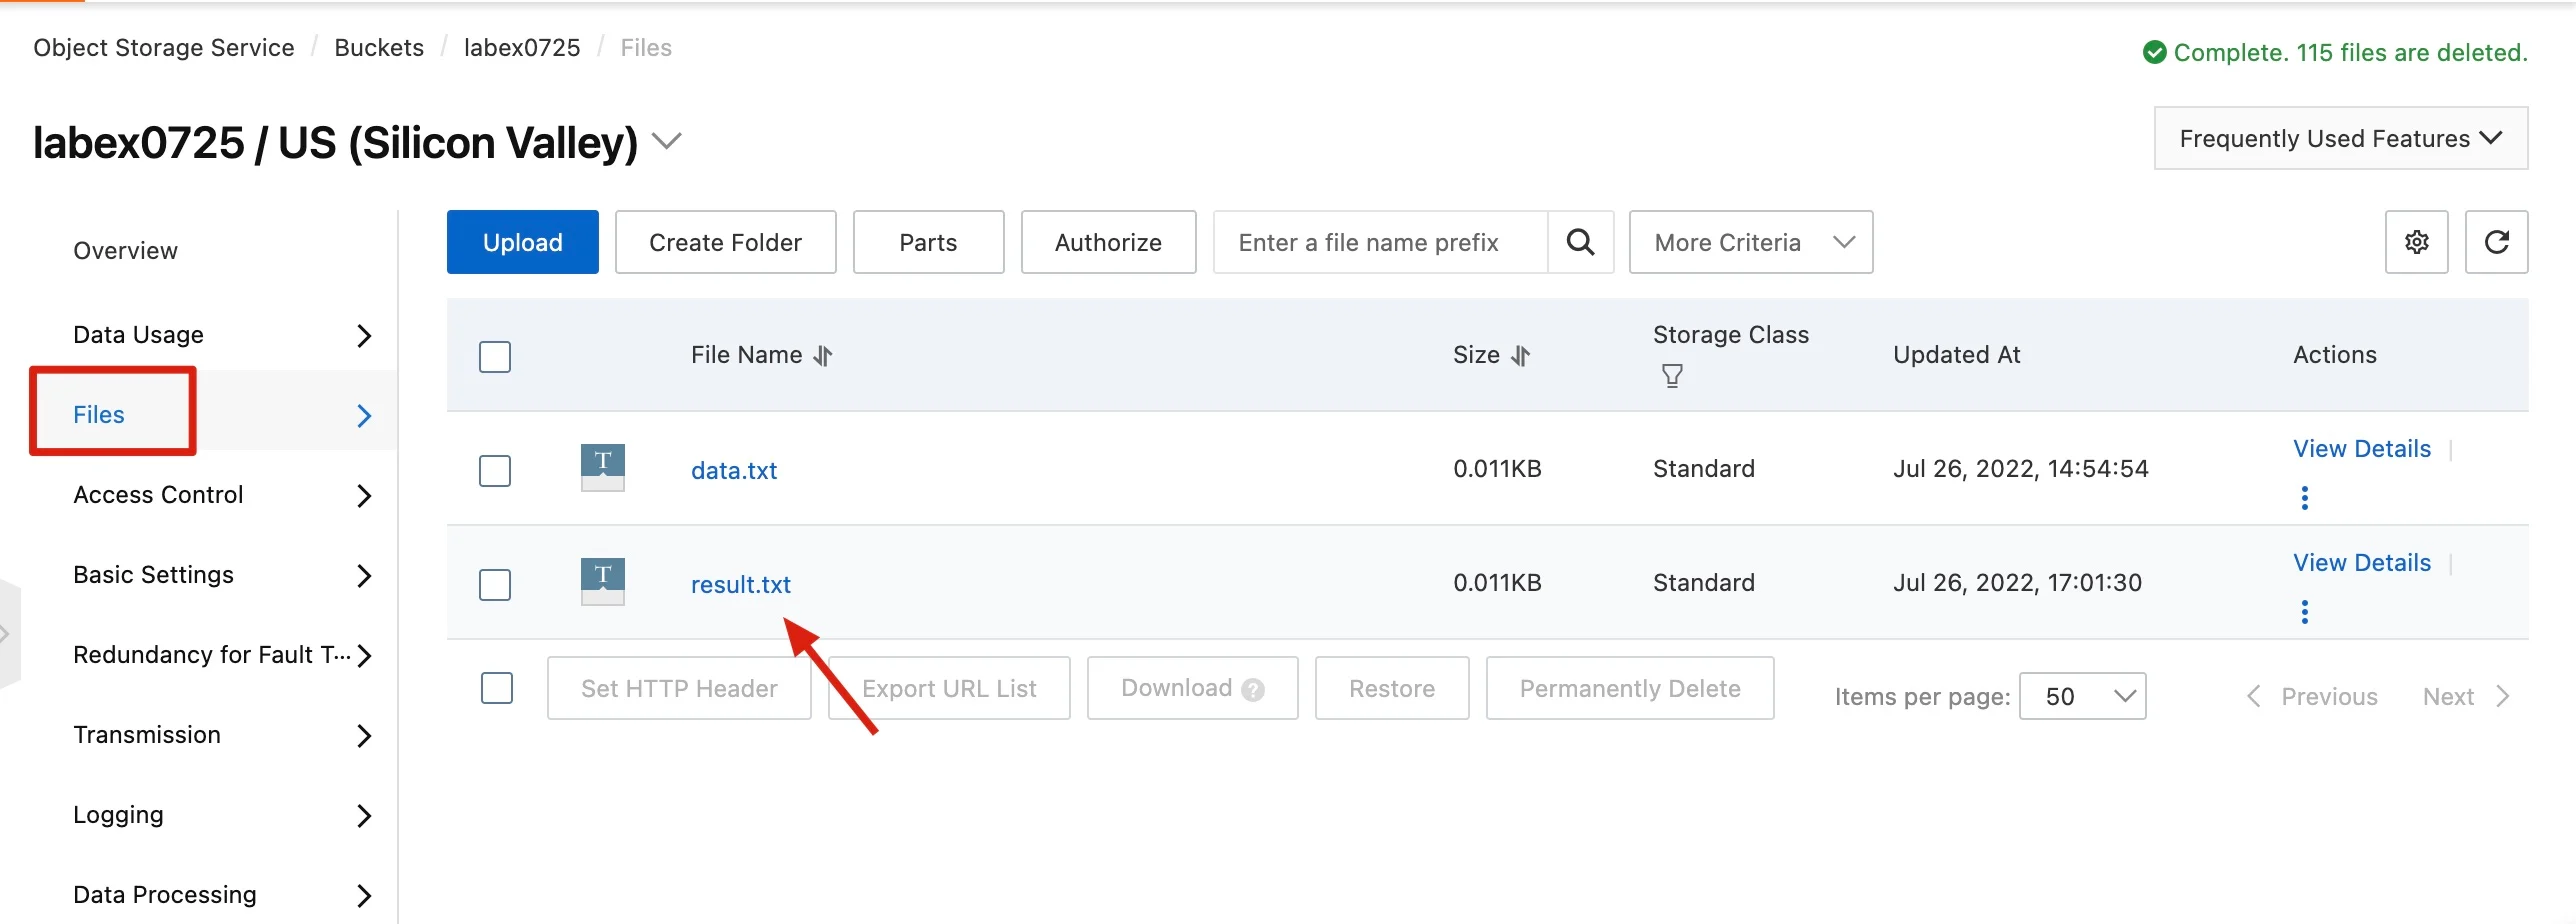 Object Storage Service / Buckets / labex0725 / Files
Complete. 115 files are deleted.
labex0725 / US (Silicon Valley)
Frequently Used Features
Overview
Data Usage
Files
Access Control
Basic Settings
Redundancy for Fault T...
Transmission
Logging
Data Processing
Upload
Create Folder
Parts
Authorize
Enter a file name prefix
More Criteria
File Name
Size
Storage Class
Updated At
Actions
T
data.txt
0.011KB
Standard
Jul 26, 2022, 14:54:54
View Details
T
result.txt
0.011KB
Standard
Jul 26, 2022, 17:01:30
View Details
Set HTTP Header
Export URL List
Download ?
Restore
Permanently Delete
Items per page: 50
Previous
Next